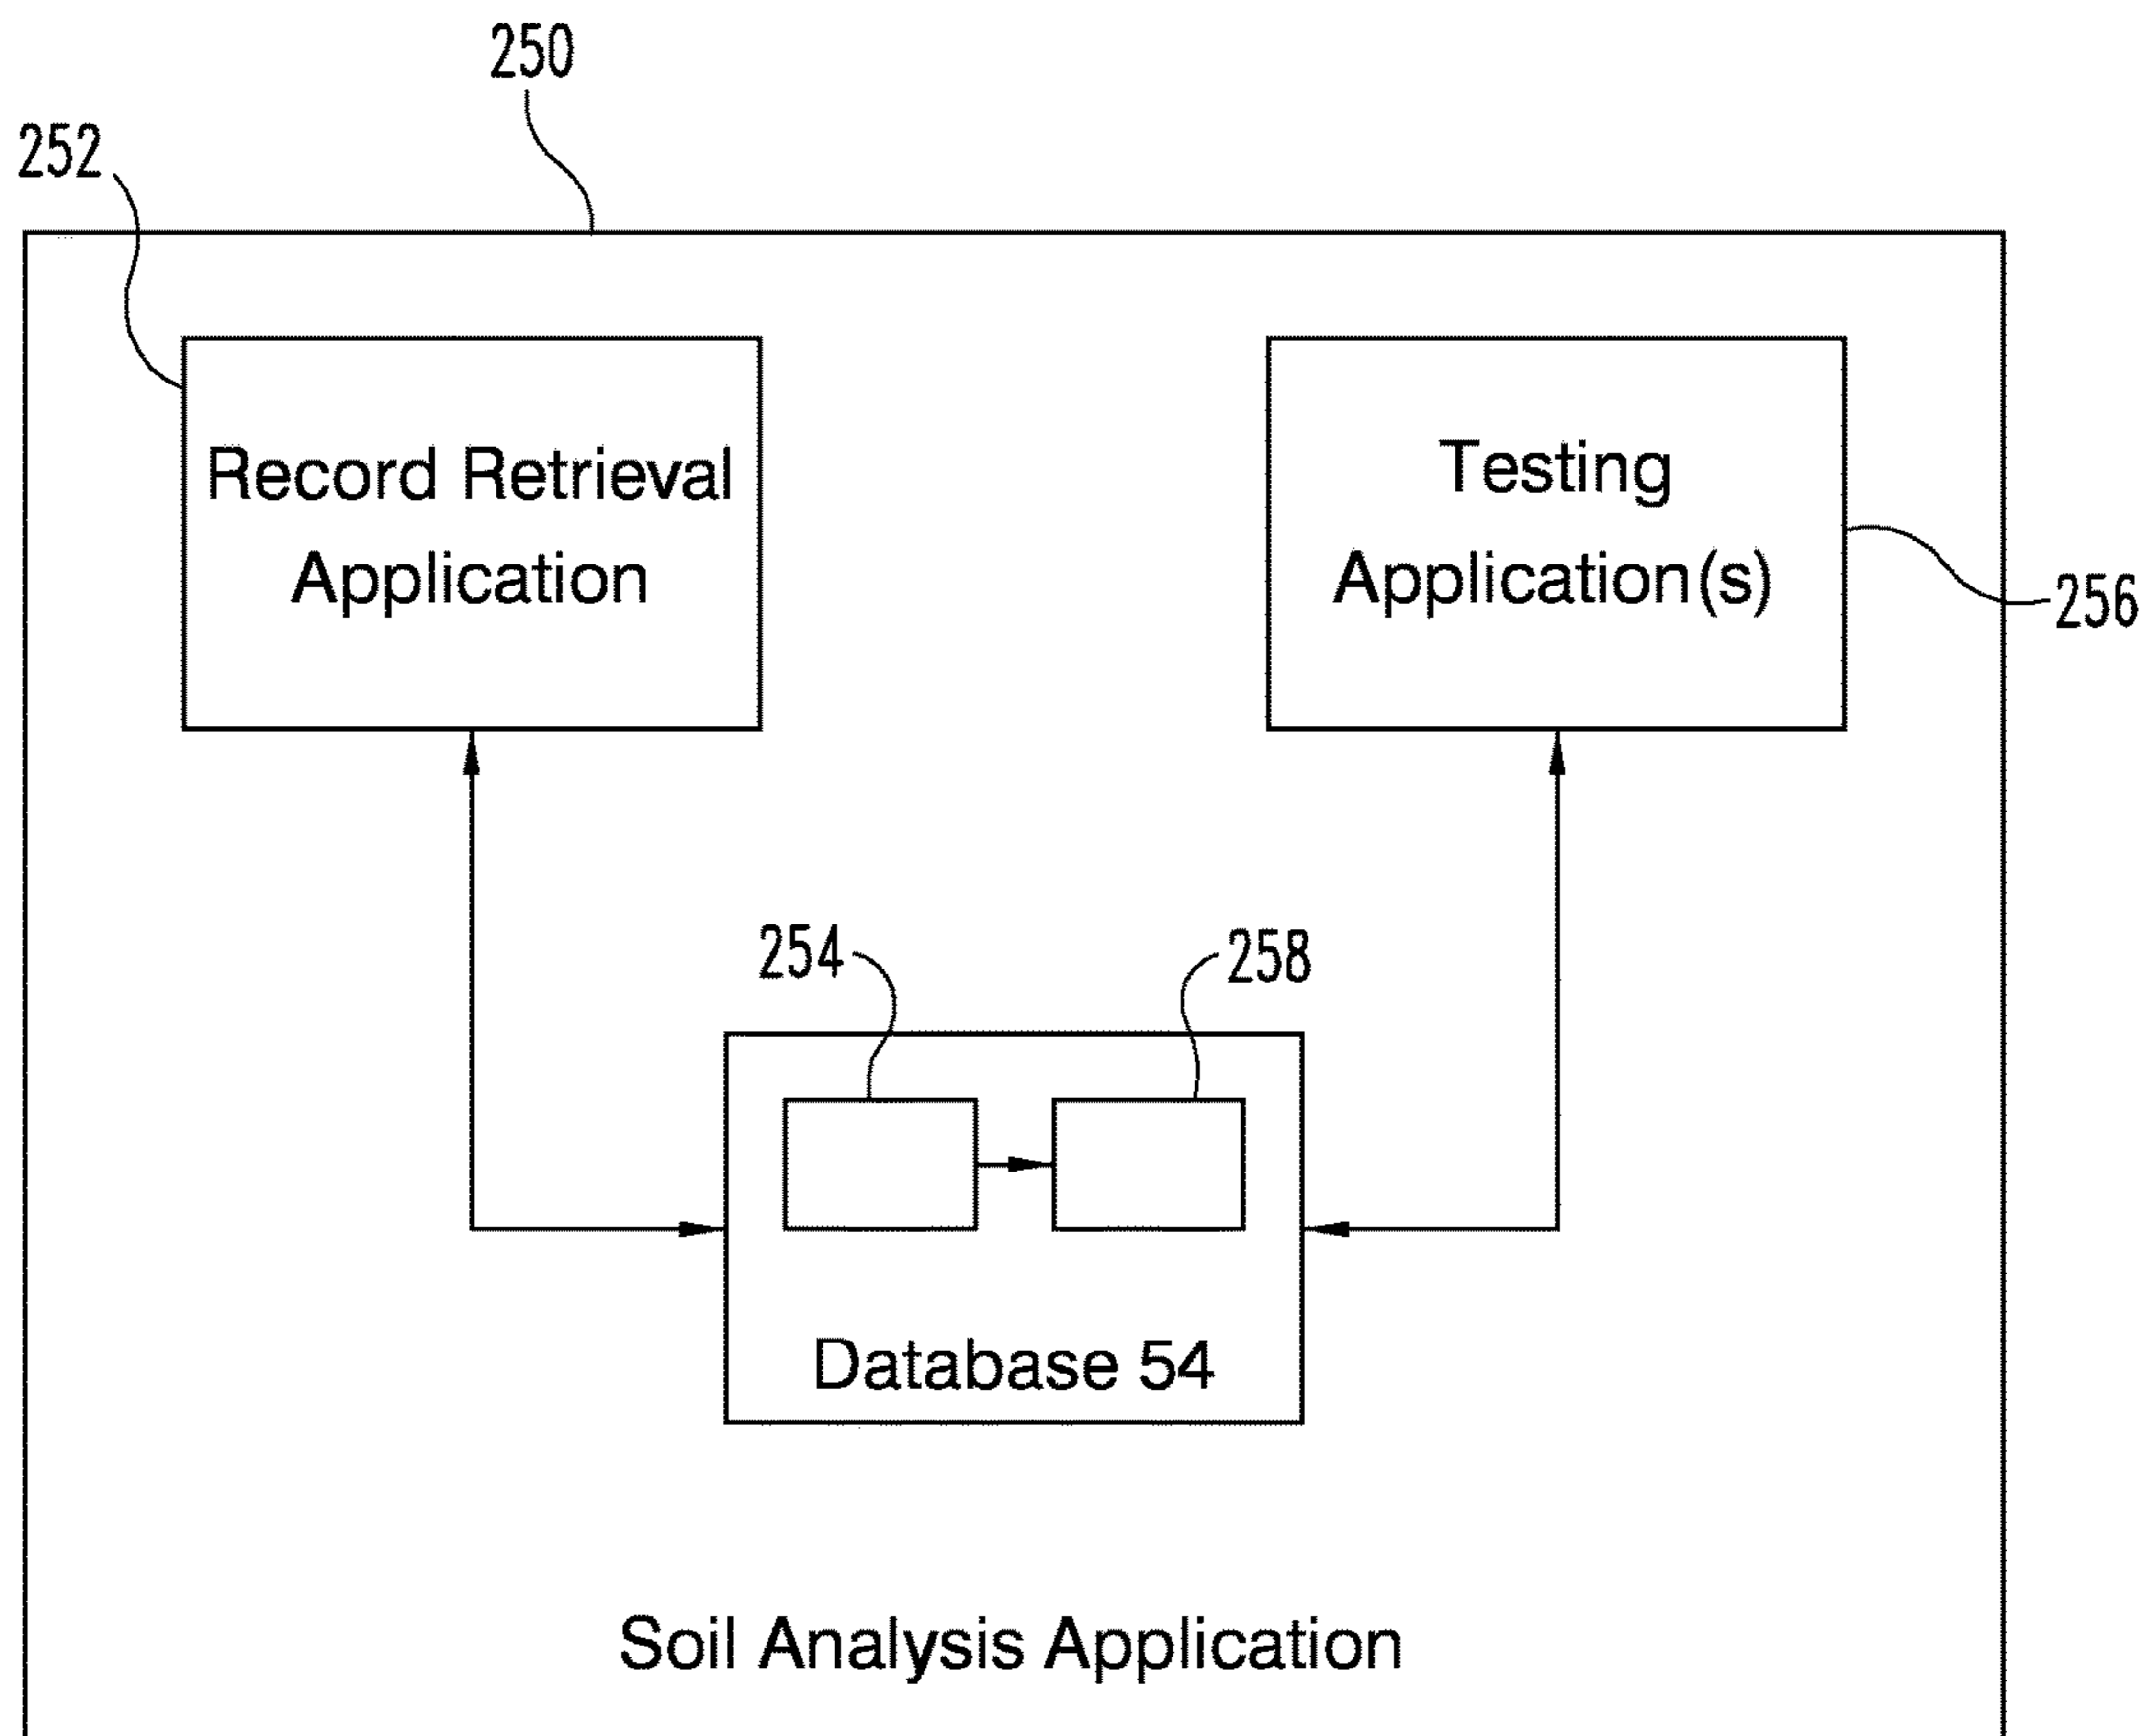 250
252
Record Retrieval
Application
Testing
Application(s)
256
254
258
Database 54
Soil Analysis Application